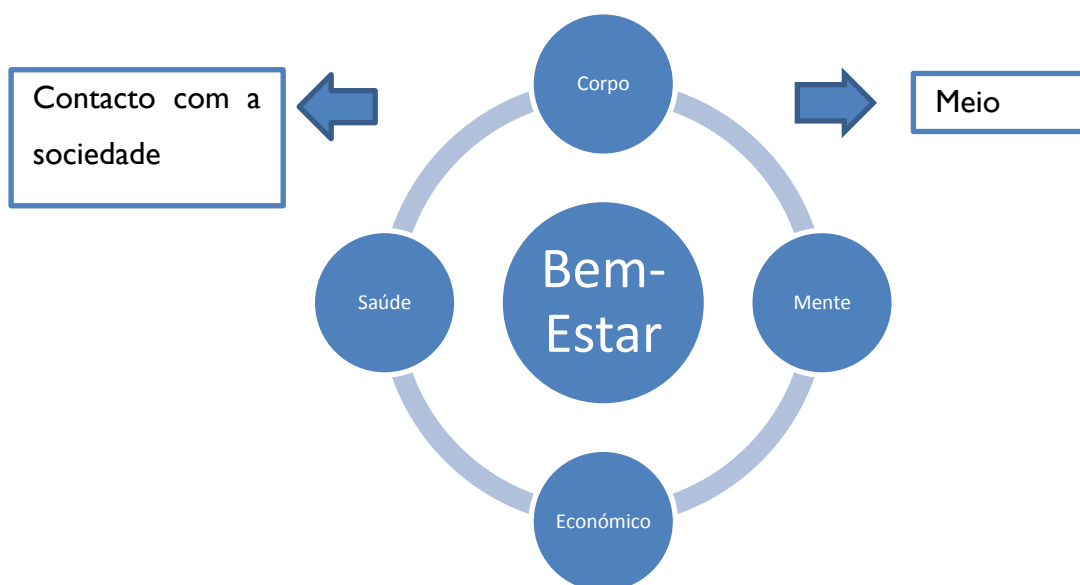 Corpo
Contacto com a
sociedade
Meio
Saúde
Bem-
Estar
Mente
Económico